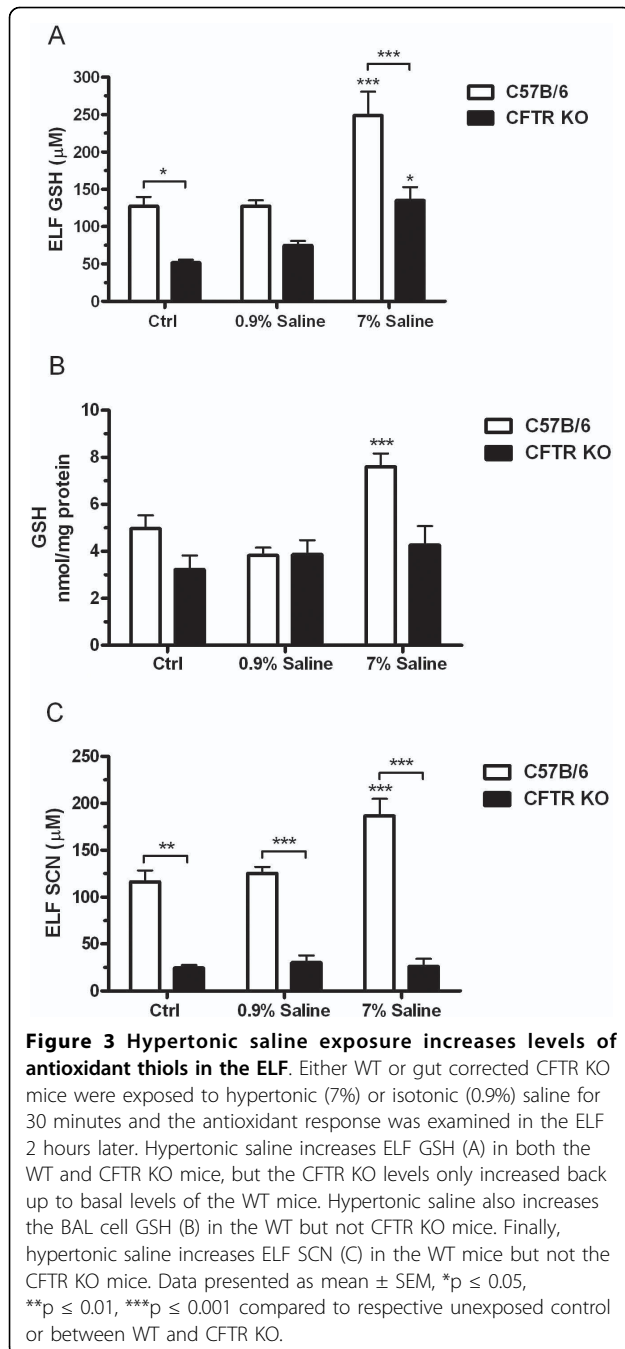 A
*** 
300
250
200
150
100
50
0
ELF GSH (µM)
*
***
*
C57B/6
CFTR KO
Ctrl 0.9% Saline 7% Saline
B
10
8
6
4
2
0
GSH
nmol/mg protein
***
C57B/6
CFTR KO
Ctrl 0.9% Saline 7% Saline
C
250
200
150
100
50
0
ELF SCN (µM)
**
***
***
***
C57B/6
CFTR KO
Ctrl 0.9% Saline 7% Saline
Figure 3 Hypertonic saline exposure increases levels of
antioxidant thiols in the ELF. Either WT or gut corrected CFTR KO
mice were exposed to hypertonic (7%) or isotonic (0.9%) saline for
30 minutes and the antioxidant response was examined in the ELF
2 hours later. Hypertonic saline increases ELF GSH (A) in both the
WT and CFTR KO mice, but the CFTR KO levels only increased back
up to basal levels of the WT mice. Hypertonic saline also increases
the BAL cell GSH (B) in the WT but not CFTR KO mice. Finally,
hypertonic saline increases ELF SCN (C) in the WT mice but not the
CFTR KO mice. Data presented as mean ± SEM, *p ≤ 0.05,
**p ≤ 0.01, ***p ≤ 0.001 compared to respective unexposed control
or between WT and CFTR KO.